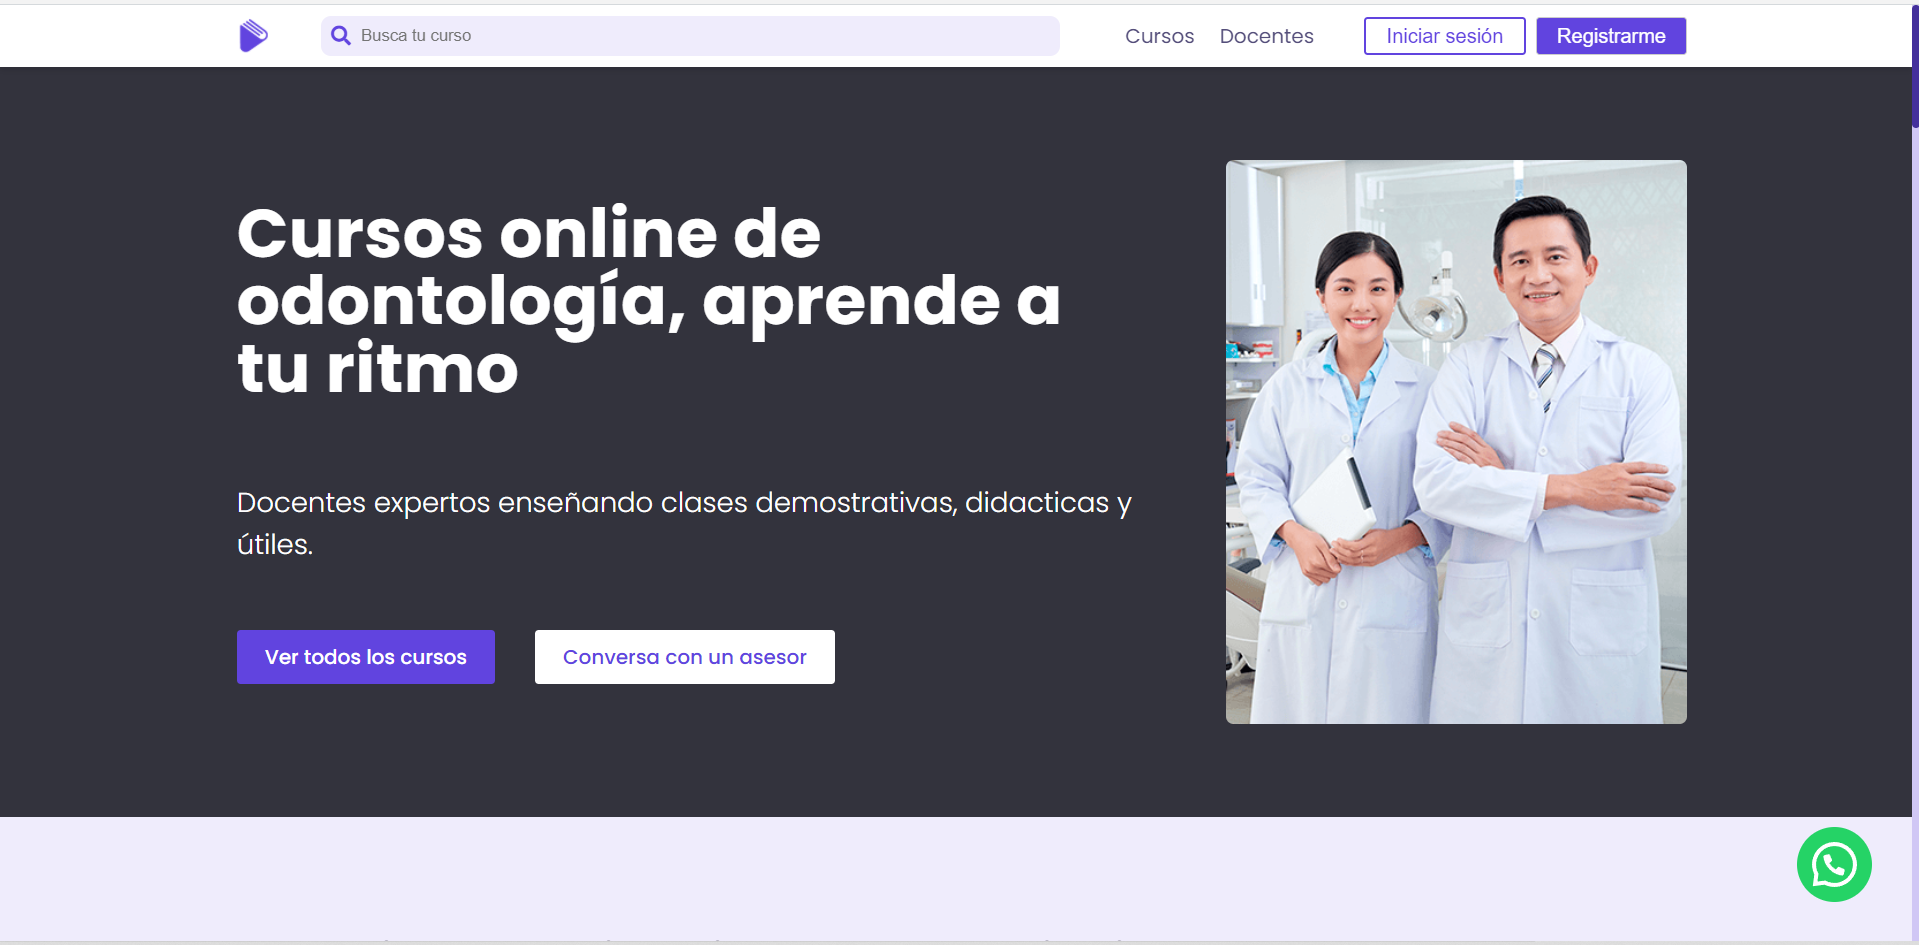 Busca tu curso
Cursos
Docentes
Iniciar sesión
Registrarme
Cursos online de
odontología, aprende a
tu ritmo
Docentes expertos enseñando clases demostrativas, didacticas y
útiles.
Ver todos los cursos
Conversa con un asesor